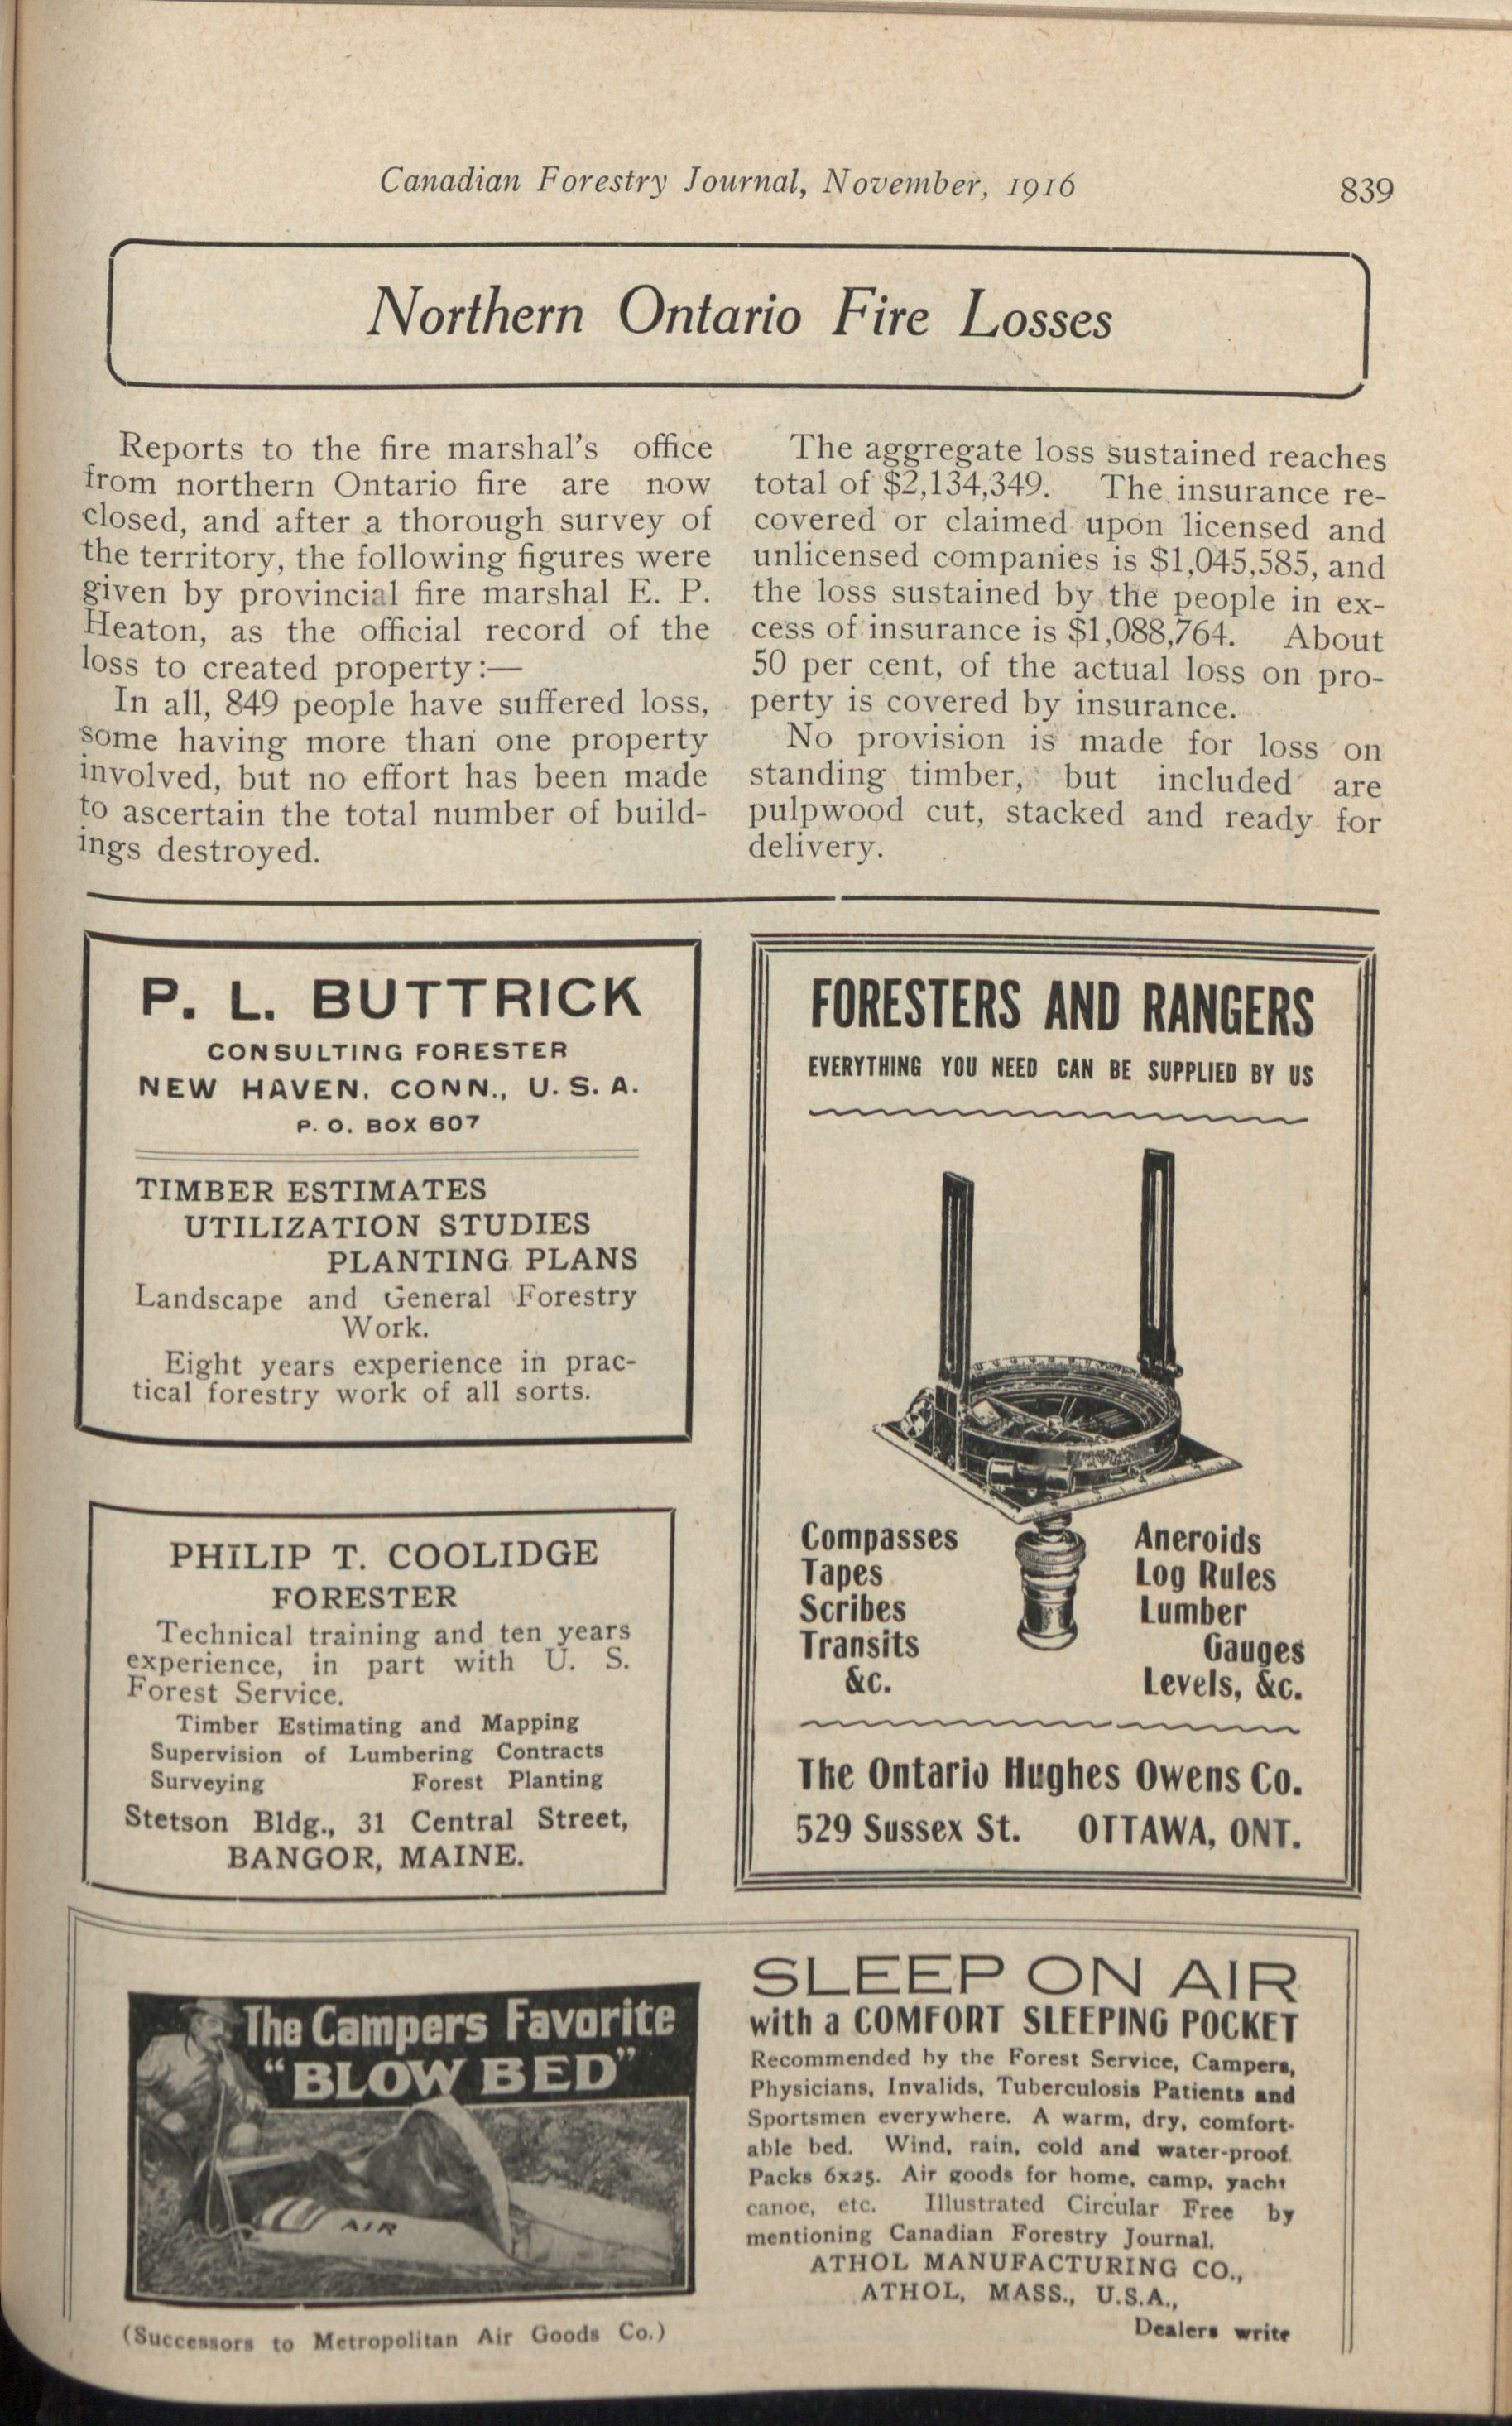 Canadian Forestry Journal, November, 1916
839
Northern Ontario Fire Losses
Reports to the fire marshal's office
from northern Ontario fire are now
closed, and after a thorough survey of
the territory, the following figures were
given by provincial fire marshal E. P.
Heaton, as the official record of the
loss to created property:—
In all, 849 people have suffered loss,
some having more than one property
involved, but no effort has been made
to ascertain the total number of build-
ings destroyed.
The aggregate loss sustained reaches
total of $2,134,349. The insurance re-
covered or claimed upon licensed and
unlicensed companies is $1,045,585, and
the loss sustained by the people in ex-
cess of insurance is $1,088,764. About
50 per cent, of the actual loss on pro-
perty is covered by insurance.
No provision is made for loss on
standing timber, but included are
pulpwood cut, stacked and ready for
delivery.
P. L. BUTTRICK
CONSULTING FORESTER
NEW HAVEN, CONN., U. S. A.
P. O. BOX 607
TIMBER ESTIMATES
UTILIZATION STUDIES
PLANTING PLANS
Landscape and General Forestry
Work.
Eight years experience in prac-
tical forestry work of all sorts.
PHILIP T. COOLIDGE
FORESTER
Technical training and ten years
experience, in part with U. S.
Forest Service.
Timber Estimating and Mapping
Supervision of Lumbering Contracts
Surveying Forest Planting
Stetson Bldg., 31 Central Street,
BANGOR, MAINE.
FORESTERS AND RANGERS
EVERYTHING YOU NEED CAN BE SUPPLIED BY US
Compasses
Tapes
Scribes
Transits
&c.
Aneroids
Log Rules
Lumber
Gauges
Levels, &c.
The Ontario Hughes Owens Co.
529 Sussex St. OTTAWA, ONT.
The Campers Favorite
"BLOW BED"
AIR
(Successors to Metropolitan Air Goods Co.)
SLEEP ON AIR
with a COMFORT SLEEPING POCKET
Recommended by the Forest Service, Campers,
Physicians, Invalids, Tuberculosis Patients and
Sportsmen everywhere. A warm, dry, comfort-
able bed. Wind, rain, cold and water-proof
Packs 6x25. Air goods for home, camp, yacht
canoe, etc. Illustrated Circular Free by
mentioning Canadian Forestry Journal.
ATHOL MANUFACTURING CO.,
ATHOL, MASS., U.S.A.,
Dealers write